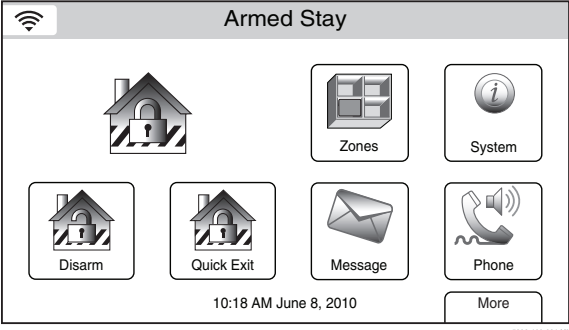 Armed Stay
Zones
System
Disarm
Quick Exit
Message
Phone
10:18 AM June 8, 2010
More